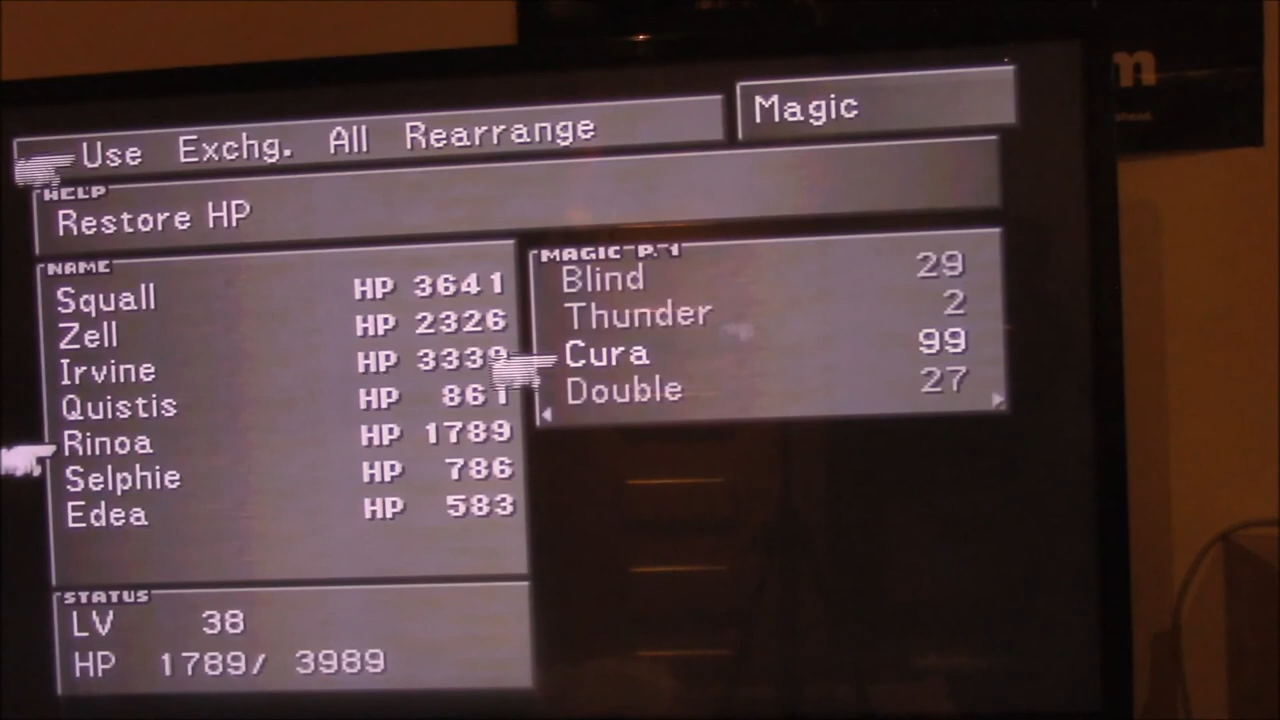 Magic
Use Exchg. All Rearrange
HELP
Restore HP
NAME
Squall HP 3641
Zell HP 2326
Irvine HP 3339
Quistis HP 861
Rinoa HP 1789
Selphie HP 786
Edea HP 583
MAGIC P. 1
Blind 29
Thunder 2
Cura 99
Double 27
STATUS
LV 38
HP 1789/ 3989
m
ahead.